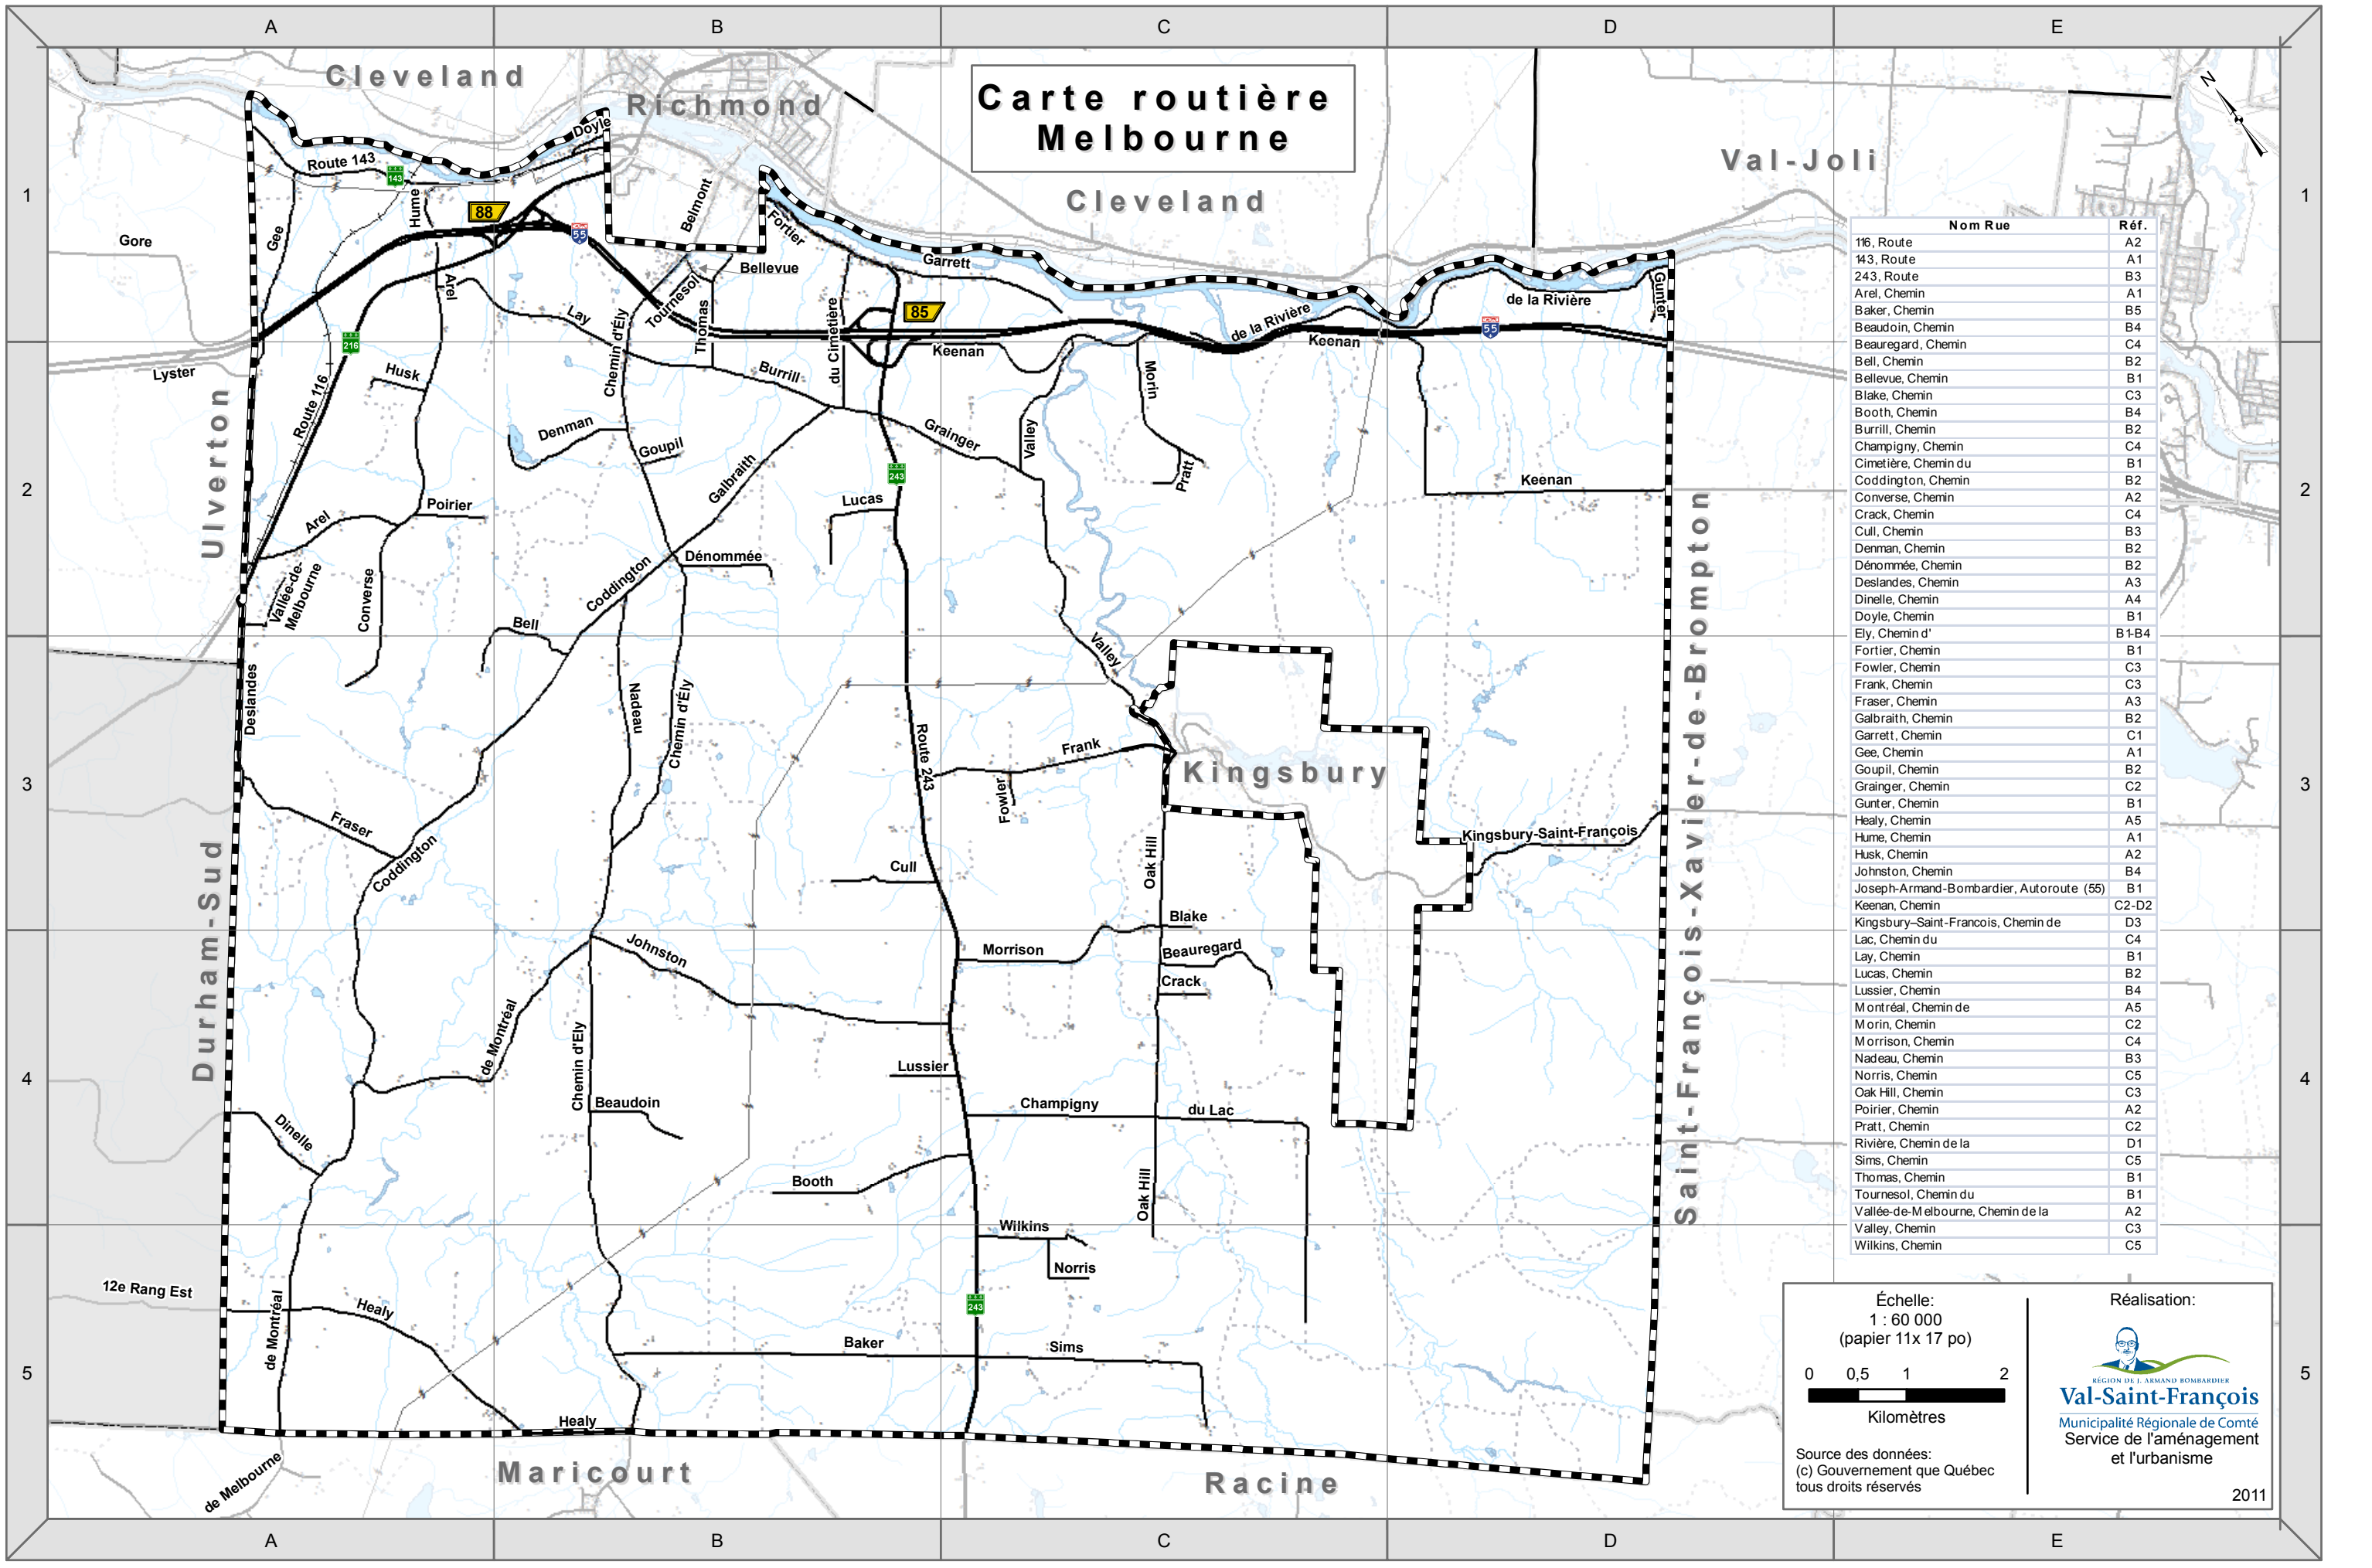 A
B
C
D
E
Cleveland
Richmond
Carte routière
Melbourne
Cleveland
Val-Joli
N
1
1
Doyle
Route 143
143
Hume
88
55
Gee
Gore
Belmont
Fortier
Bellevue
Garrett
Arel
Lay
Tournesol
Thomas
Chemin d'Ély
du Cimetière
85
de la Rivière
Keenan
Keenan
de la Rivière
Gunter
55
216
Lyster
Husk
Route 116
Burrill
Morin
Ulverton
Denman
Goupil
Galbraith
Grainger
Valley
Pratt
2
2
243
Lucas
Keenan
Poirier
Arel
Dénommée
Coddington
Vallée-de-
Melbourne
Converse
Bell
Valley
Deslandes
Nadeau
Chemin d'Ély
Route 243
Frank
Fowler
Kingsbury
Saint-François-Xavier-de-Brompton
3
3
Fraser
Coddington
Kingsbury-Saint-François
Cull
Oak Hill
Blake
Durham-Sud
Johnston
Morrison
Beauregard
Crack
de Montréal
Chemin d'Ely
Lussier
4
4
Beaudoin
Champigny
du Lac
Dinelle
Booth
Oak Hill
Wilkins
Norris
12e Rang Est
Healy
de Montréal
243
Baker
Sims
5
5
Healy
de Melbourne
Maricourt
Racine
Nom Rue Réf.
116, Route A2
143, Route A1
243, Route B3
Arel, Chemin A1
Baker, Chemin B5
Beaudoin, Chemin B4
Beauregard, Chemin C4
Bell, Chemin B2
Bellevue, Chemin B1
Blake, Chemin C3
Booth, Chemin B4
Burrill, Chemin B2
Champigny, Chemin C4
Cimetière, Chemin du B1
Coddington, Chemin B2
Converse, Chemin A2
Crack, Chemin C4
Cull, Chemin B3
Denman, Chemin B2
Dénommée, Chemin B2
Deslandes, Chemin A3
Dinelle, Chemin A4
Doyle, Chemin B1
Ely, Chemin d' B1-B4
Fortier, Chemin B1
Fowler, Chemin C3
Frank, Chemin C3
Fraser, Chemin A3
Galbraith, Chemin B2
Garrett, Chemin C1
Gee, Chemin A1
Goupil, Chemin B2
Grainger, Chemin C2
Gunter, Chemin B1
Healy, Chemin A5
Hume, Chemin A1
Husk, Chemin A2
Johnston, Chemin B4
Joseph-Armand-Bombardier, Autoroute (55) B1
Keenan, Chemin C2-D2
Kingsbury–Saint-Francois, Chemin de D3
Lac, Chemin du C4
Lay, Chemin B1
Lucas, Chemin B2
Lussier, Chemin B4
Montréal, Chemin de A5
Morin, Chemin C2
Morrison, Chemin C4
Nadeau, Chemin B3
Norris, Chemin C5
Oak Hill, Chemin C3
Poirier, Chemin A2
Pratt, Chemin C2
Rivière, Chemin de la D1
Sims, Chemin C5
Thomas, Chemin B1
Tournesol, Chemin du B1
Vallée-de-Melbourne, Chemin de la A2
Valley, Chemin C3
Wilkins, Chemin C5
Échelle:
1 : 60 000
(papier 11x 17 po)
0 0,5 1 2
Kilomètres
Source des données:
(c) Gouvernement que Québec
tous droits réservés
Réalisation:
RÉGION DE J. ARMAND BOMBARDIER
Val-Saint-François
Municipalité Régionale de Comté
Service de l'aménagement
et l'urbanisme
2011
A
B
C
D
E